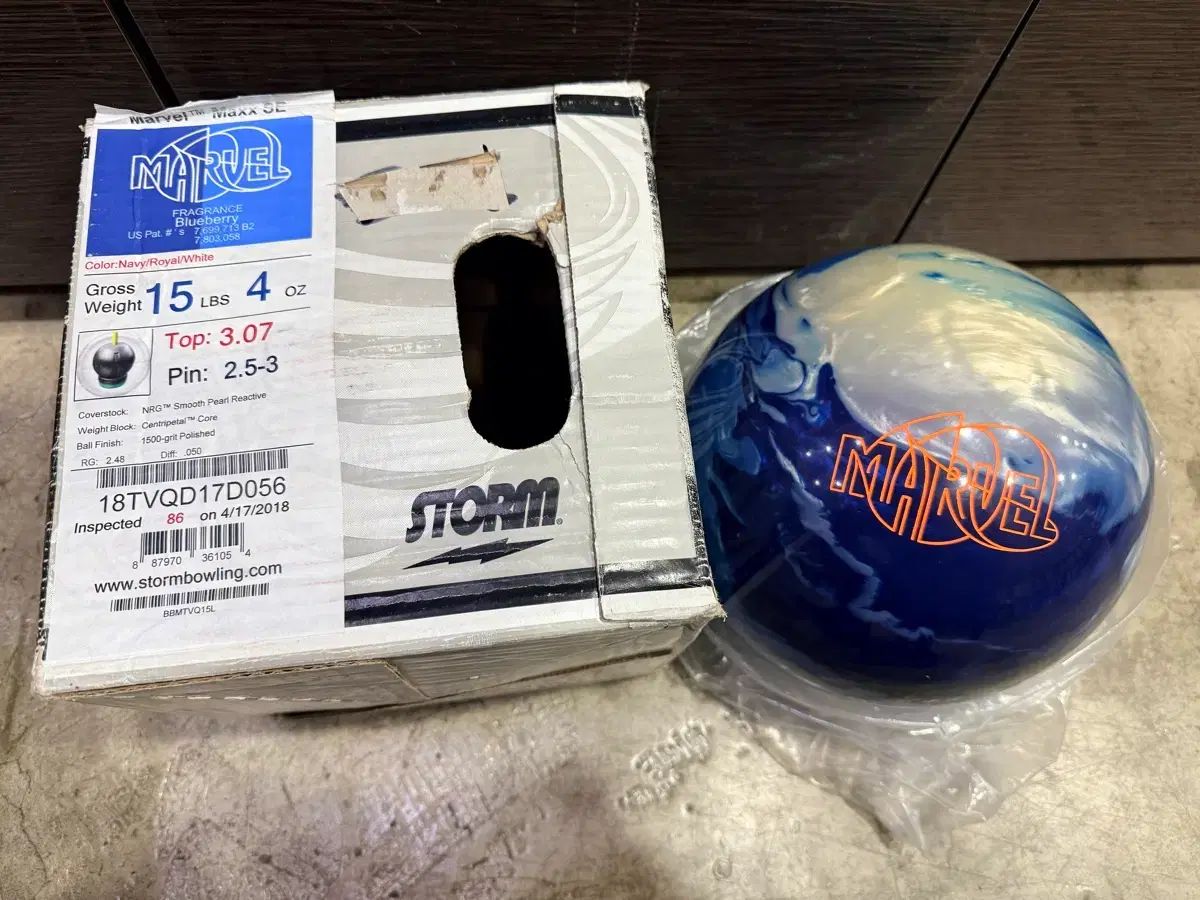 Marvel™ Maxx SE
MARVEL
FRAGRANCE
Blueberry
US Pat. #'s 7,699,713 B2
7,803,058
Color:Navy/Royal/White
Gross Weight 15 LBS 4 OZ
Top: 3.07
Pin: 2.5-3
Coverstock: NRG™ Smooth Pearl Reactive
Weight Block: Centripetal™ Core
Ball Finish: 1500-grit Polished
RG: 2.48 Diff: .050
18TVQD17D056
Inspected 86 on 4/17/2018
8 87970 36105 4
www.stormbowling.com
BBMTVQ15L
STORM®
MARVEL